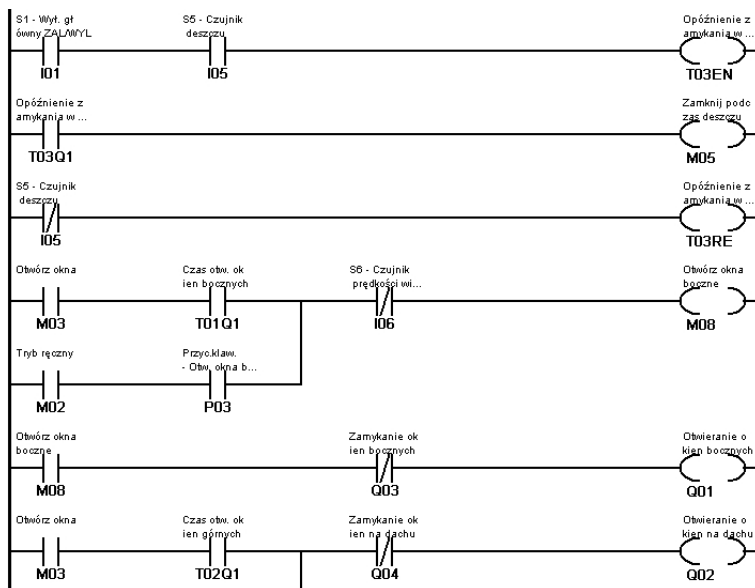 S1 - Wył. gł
ówny ZAŁ/WYŁ
I01
S5 - Czujnik
deszczu
I05
Opóźnienie z
amykania w ...
T03EN
Opóźnienie z
amykania w ...
T03Q1
Zamknij podc
zas deszczu
M05
S5 - Czujnik
deszczu
I05
Opóźnienie z
amykania w ...
T03RE
Otwórz okna
M03
Czas otw. ok
ien bocznych
T01Q1
S6 - Czujnik
prędkości wi...
I06
Otwórz okna
boczne
M08
Tryb ręczny
M02
Przyc.klaw.
- Otw. okna b...
P03
Otwórz okna
boczne
M08
Zamykanie ok
ien bocznych
Q03
Otwieranie o
kien bocznych
Q01
Otwórz okna
M03
Czas otw. ok
ien górnych
T02Q1
Zamykanie ok
ien na dachu
Q04
Otwieranie o
kien na dachu
Q02